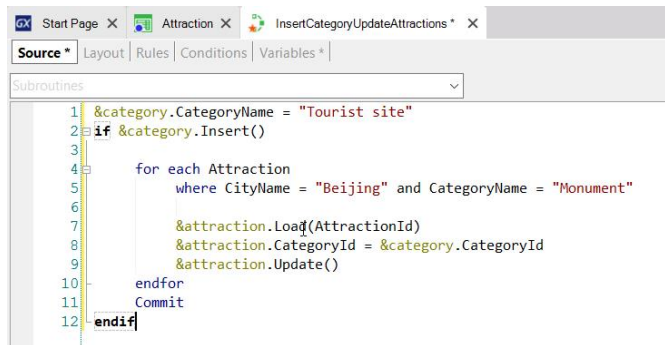 GX Start Page X Attraction X InsertCategoryUpdateAttractions * X
Source * Layout Rules Conditions Variables *
Subroutines
1 &category.CategoryName = "Tourist site"
2 if &category.Insert()
3
4 for each Attraction
5 where CityName = "Beijing" and CategoryName = "Monument"
6
7 &attraction.Load(AttractionId)
8 &attraction.CategoryId = &category.CategoryId
9 &attraction.Update()
10 endfor
11 Commit
12 endif